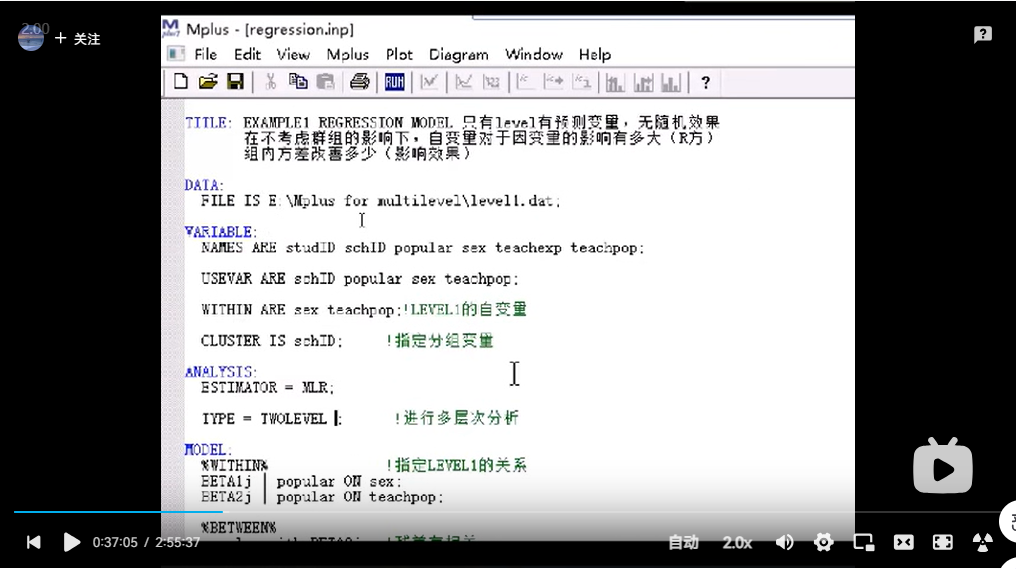 2.00
+ 关注
Mplus - [regression.inp]
File Edit View Mplus Plot Diagram Window Help
RUN
?
TITLE: EXAMPLE1 REGRESSION MODEL 只有level有预测变量，无随机效果
在不考虑群组的影响下，自变量对于因变量的影响有多大（R方）
组内方差改善多少（影响效果）
DATA:
FILE IS E:\Mplus for multilevel\level1.dat;
VARIABLE:
NAMES ARE studID schID popular sex teachexp teachpop;
USEVAR ARE schID popular sex teachpop;
WITHIN ARE sex teachpop;!LEVEL1的自变量
CLUSTER IS schID; !指定分组变量
ANALYSIS:
ESTIMATOR = MLR;
TYPE = TWOLEVEL ; !进行多层次分析
MODEL:
%WITHIN% !指定LEVEL1的关系
BETA1j | popular ON sex;
BETA2j | popular ON teachpop;
%BETWEEN%
0:37:05 / 2:55:37
自动 2.0x